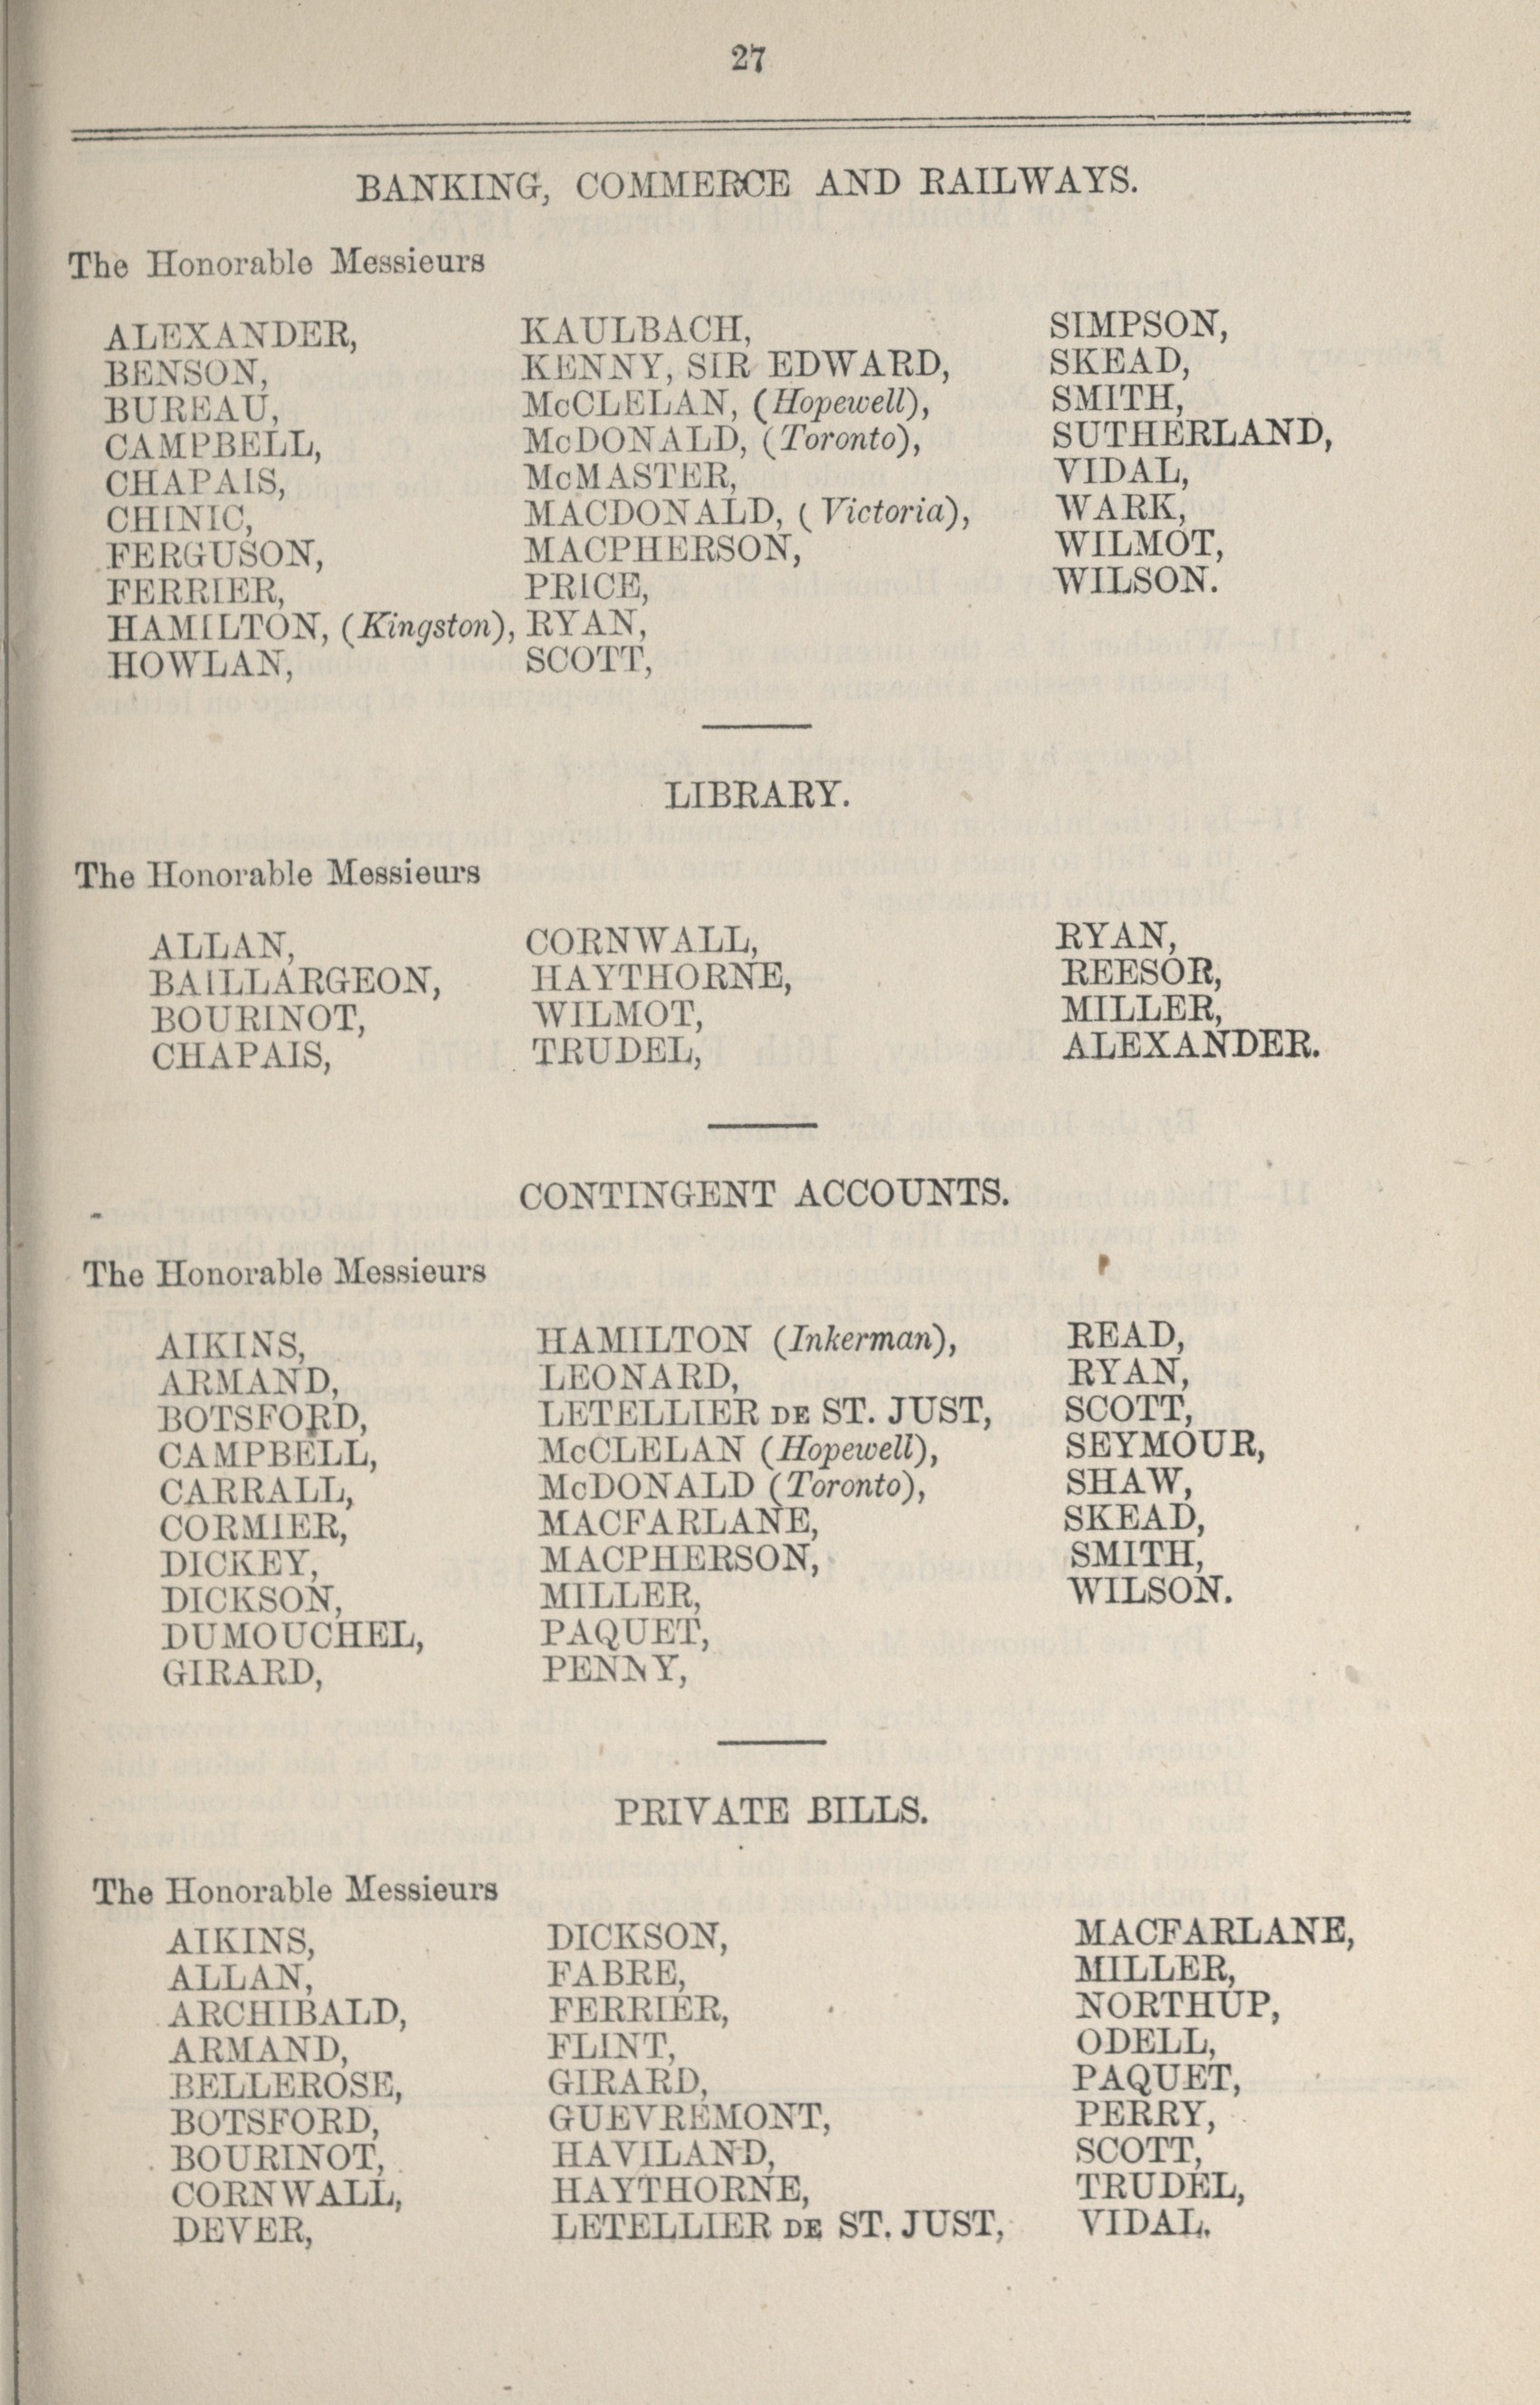 27
BANKING, COMMERCE AND RAILWAYS.
The Honorable Messieurs
ALEXANDER,
BENSON,
BUREAU,
CAMPBELL,
CHAPAIS,
CHINIC,
FERGUSON,
FERRIER,
HAMILTON, (Kingston),
HOWLAN,
KAULBACH,
KENNY, SIR EDWARD,
McCLELAN, (Hopewell),
McDONALD, (Toronto),
McMASTER,
MACDONALD, (Victoria),
MACPHERSON,
PRICE,
RYAN,
SCOTT,
SIMPSON,
SKEAD,
SMITH,
SUTHERLAND,
VIDAL,
WARK,
WILMOT,
WILSON.
LIBRARY.
The Honorable Messieurs
ALLAN,
BAILLARGEON,
BOURINOT,
CHAPAIS,
CORNWALL,
HAYTHORNE,
WILMOT,
TRUDEL,
RYAN,
REESOR,
MILLER,
ALEXANDER.
CONTINGENT ACCOUNTS.
The Honorable Messieurs
AIKINS,
ARMAND,
BOTSFORD,
CAMPBELL,
CARRALL,
CORMIER,
DICKEY,
DICKSON,
DUMOUCHEL,
GIRARD,
HAMILTON (Inkerman),
LEONARD,
LETELLIER DE ST. JUST,
McCLELAN (Hopewell),
McDONALD (Toronto),
MACFARLANE,
MACPHERSON,
MILLER,
PAQUET,
PENNY,
READ,
RYAN,
SCOTT,
SEYMOUR,
SHAW,
SKEAD,
SMITH,
WILSON.
PRIVATE BILLS.
The Honorable Messieurs
AIKINS,
ALLAN,
ARCHIBALD,
ARMAND,
BELLEROSE,
BOTSFORD,
BOURINOT,
CORNWALL,
DEVER,
DICKSON,
FABRE,
FERRIER,
FLINT,
GIRARD,
GUEVREMONT,
HAVILAND,
HAYTHORNE,
LETELLIER DE ST. JUST,
MACFARLANE,
MILLER,
NORTHUP,
ODELL,
PAQUET,
PERRY,
SCOTT,
TRUDEL,
VIDAL.